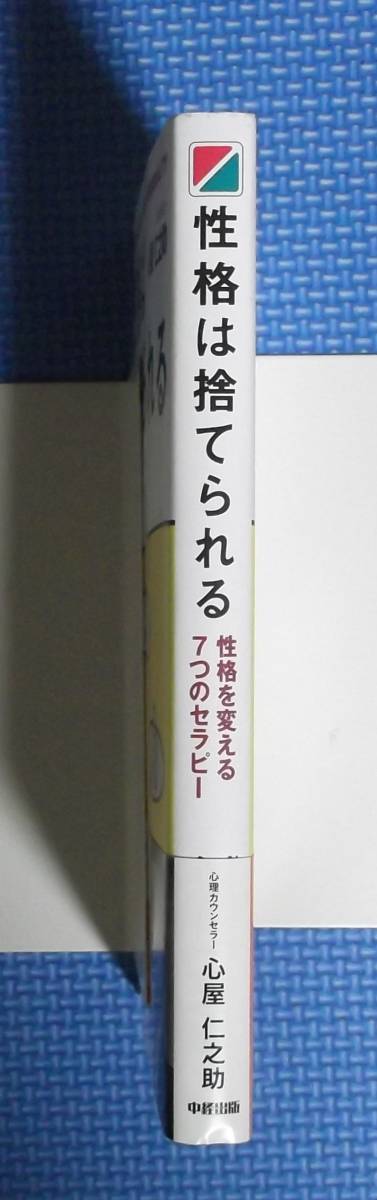 性格は捨てられる
性格を変える
7つのセラピー
心理カウンセラー
心屋 仁之助
中経出版
れる